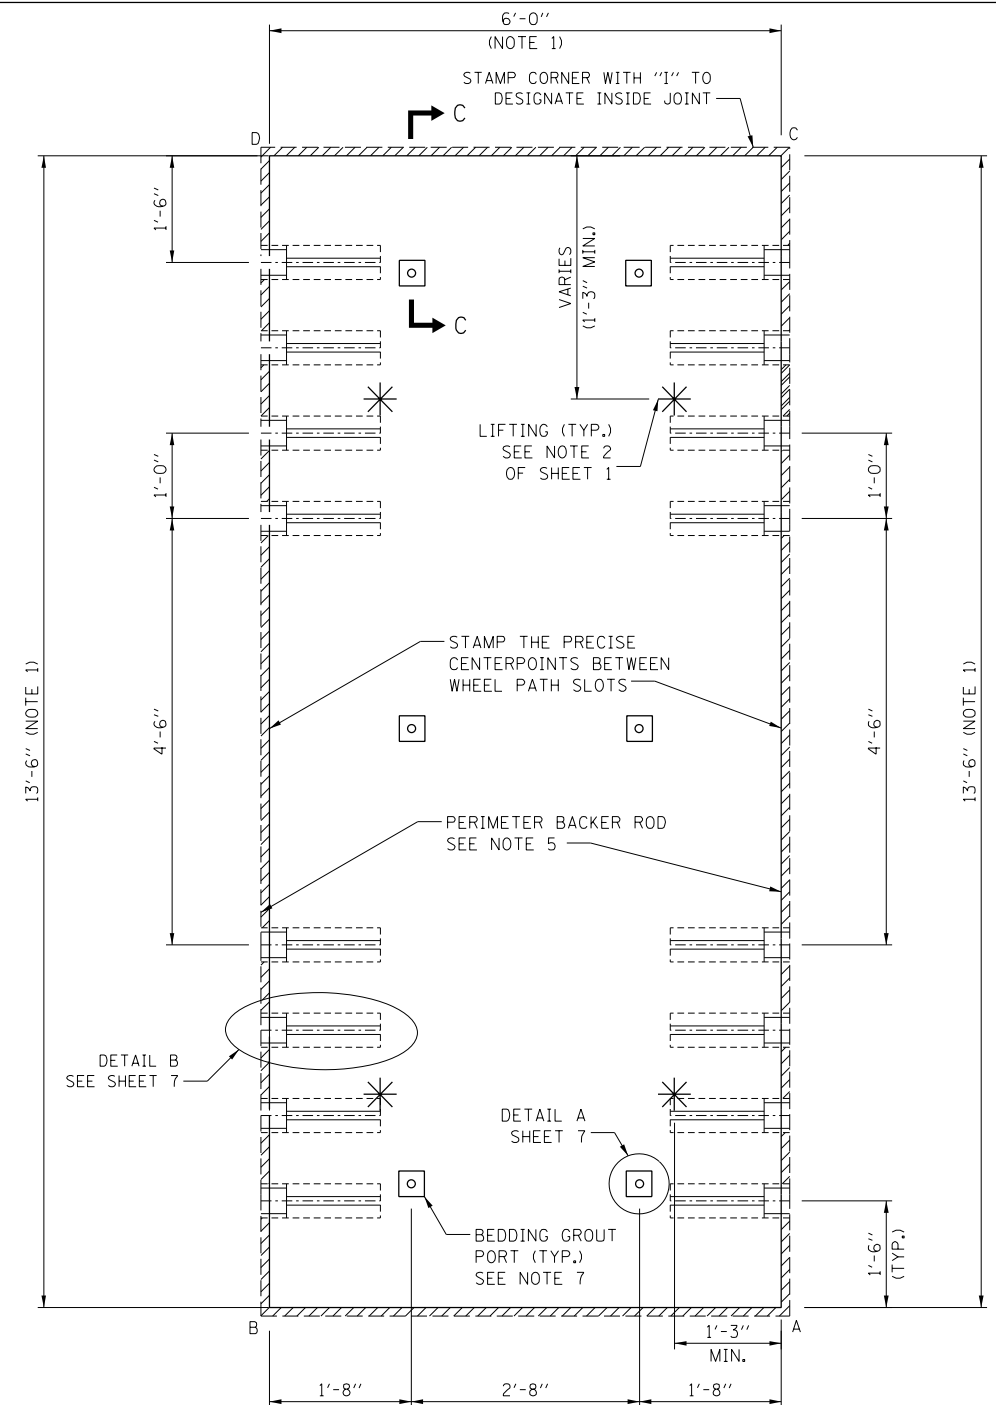 6'-0"
(NOTE 1)
STAMP CORNER WITH "I" TO
DESIGNATE INSIDE JOINT
C
D
C
1'-6"
VARIES
(1'-3" MIN.)
C
LIFTING (TYP.)
SEE NOTE 2
OF SHEET 1
1'-0"
1'-0"
STAMP THE PRECISE
CENTERPOINTS BETWEEN
WHEEL PATH SLOTS
13'-6" (NOTE 1)
4'-6"
4'-6"
13'-6" (NOTE 1)
PERIMETER BACKER ROD
SEE NOTE 5
DETAIL B
SEE SHEET 7
DETAIL A
SHEET 7
BEDDING GROUT
PORT (TYP.)
SEE NOTE 7
1'-6"
(TYP.)
B
A
1'-3"
MIN.
1'-8"
2'-8"
1'-8"